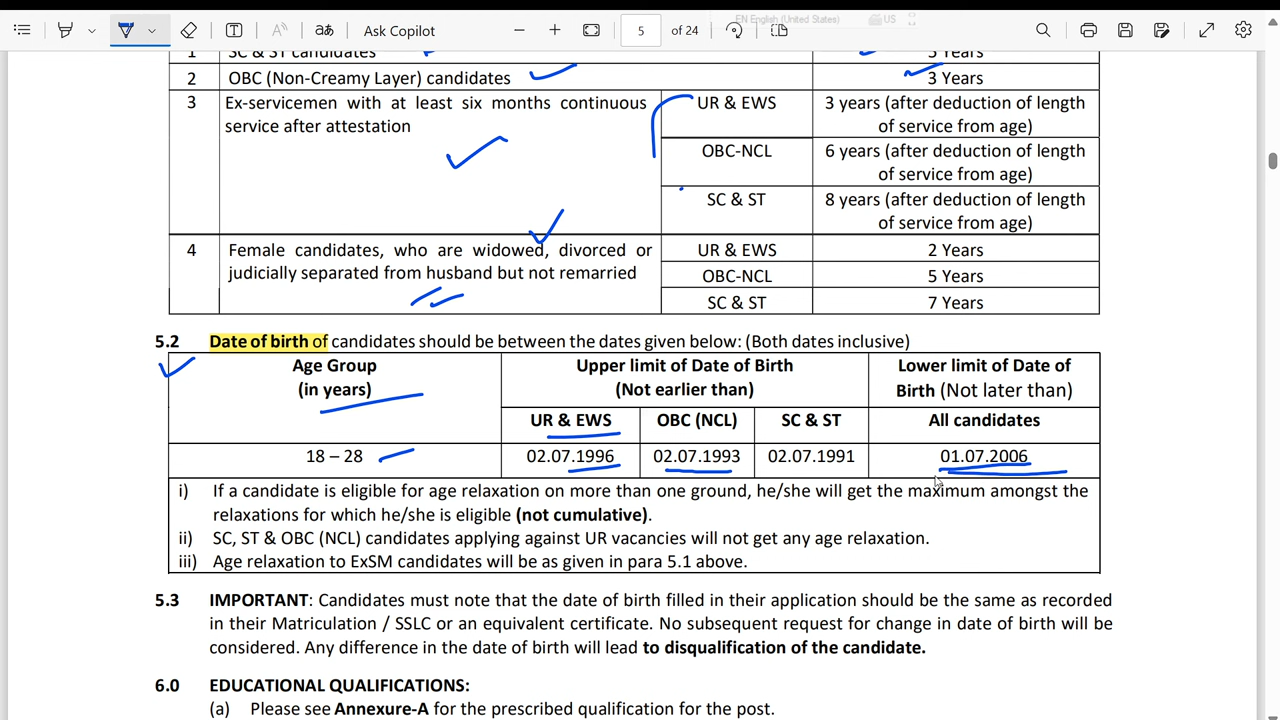 EN English (United States) US
Ask Copilot 5 of 24
1 SC & ST candidates 5 Years
2 OBC (Non-Creamy Layer) candidates 3 Years
3 Ex-servicemen with at least six months continuous service after attestation
UR & EWS 3 years (after deduction of length of service from age)
OBC-NCL 6 years (after deduction of length of service from age)
SC & ST 8 years (after deduction of length of service from age)
4 Female candidates, who are widowed, divorced or judicially separated from husband but not remarried
UR & EWS 2 Years
OBC-NCL 5 Years
SC & ST 7 Years
5.2 Date of birth of candidates should be between the dates given below: (Both dates inclusive)
Age Group (in years) Upper limit of Date of Birth (Not earlier than) Lower limit of Date of Birth (Not later than)
UR & EWS OBC (NCL) SC & ST All candidates
18 – 28 02.07.1996 02.07.1993 02.07.1991 01.07.2006
i) If a candidate is eligible for age relaxation on more than one ground, he/she will get the maximum amongst the
relaxations for which he/she is eligible (not cumulative).
ii) SC, ST & OBC (NCL) candidates applying against UR vacancies will not get any age relaxation.
iii) Age relaxation to ExSM candidates will be as given in para 5.1 above.
5.3 IMPORTANT: Candidates must note that the date of birth filled in their application should be the same as recorded
in their Matriculation / SSLC or an equivalent certificate. No subsequent request for change in date of birth will be
considered. Any difference in the date of birth will lead to disqualification of the candidate.
6.0 EDUCATIONAL QUALIFICATIONS:
(a) Please see Annexure-A for the prescribed qualification for the post.